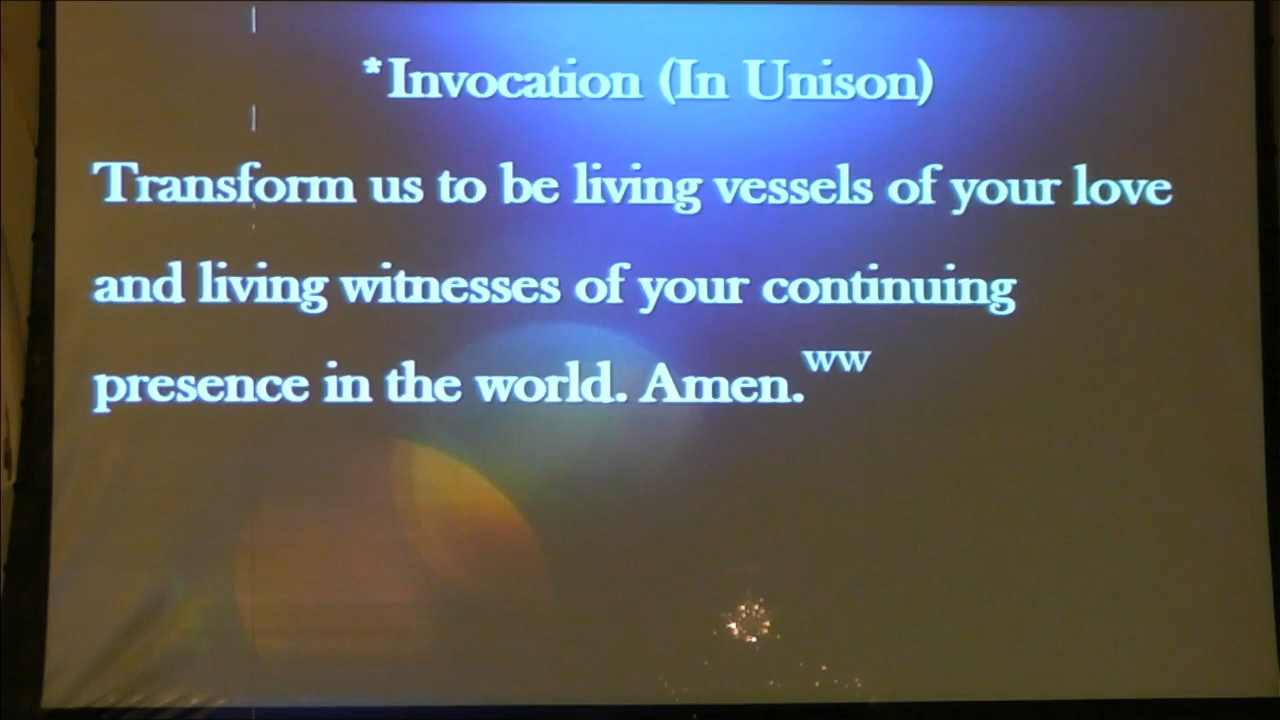 *Invocation (In Unison)
Transform us to be living vessels of your love
and living witnesses of your continuing
presence in the world. Amen.ww